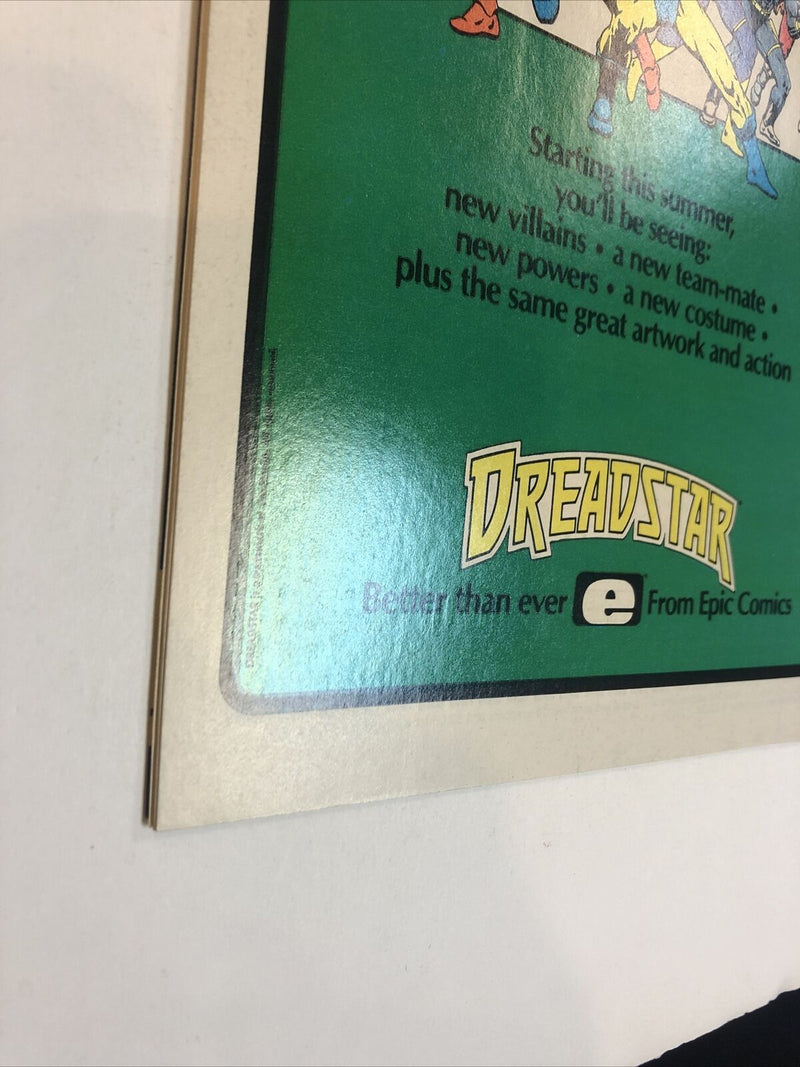 Starting this summer,
you'll be seeing:
new villains • a new team-mate •
new powers • a new costume •
plus the same great artwork and action
DREADSTAR
Better than ever e From Epic Comics
DREADSTAR